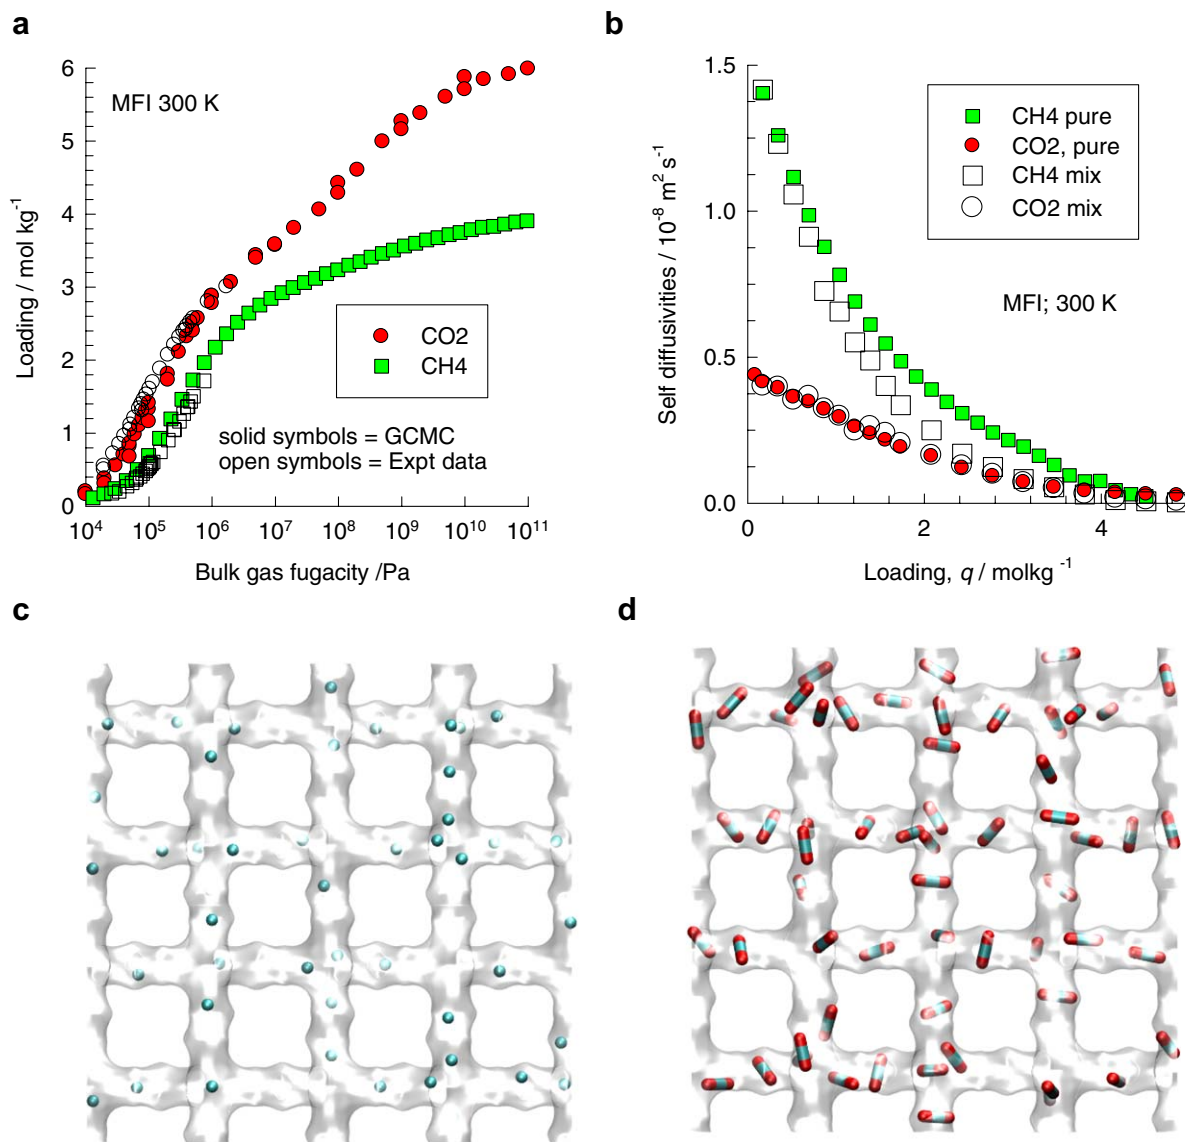 a
6
5
4
3
2
1
0
Loading / mol kg-1
MFI 300 K
CO2
CH4
solid symbols = GCMC
open symbols = Expt data
10^4 10^5 10^6 10^7 10^8 10^9 10^10 10^11
Bulk gas fugacity /Pa
b
1.5
1.0
0.5
0.0
Self diffusivities / 10^-8 m^2 s^-1
CH4 pure
CO2, pure
CH4 mix
CO2 mix
MFI; 300 K
0 2 4
Loading, q / molkg -1
c
d